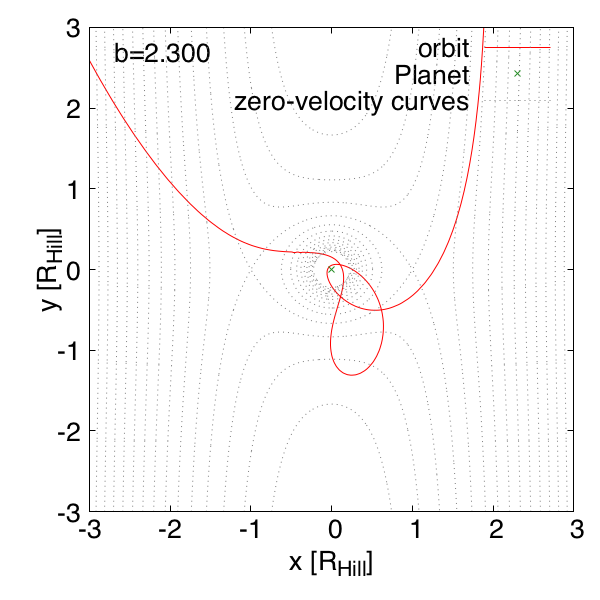 b=2.300
orbit
Planet
zero-velocity curves
y [R_Hill]
3
2
1
0
-1
-2
-3
-3 -2 -1 0 1 2 3
x [R_Hill]